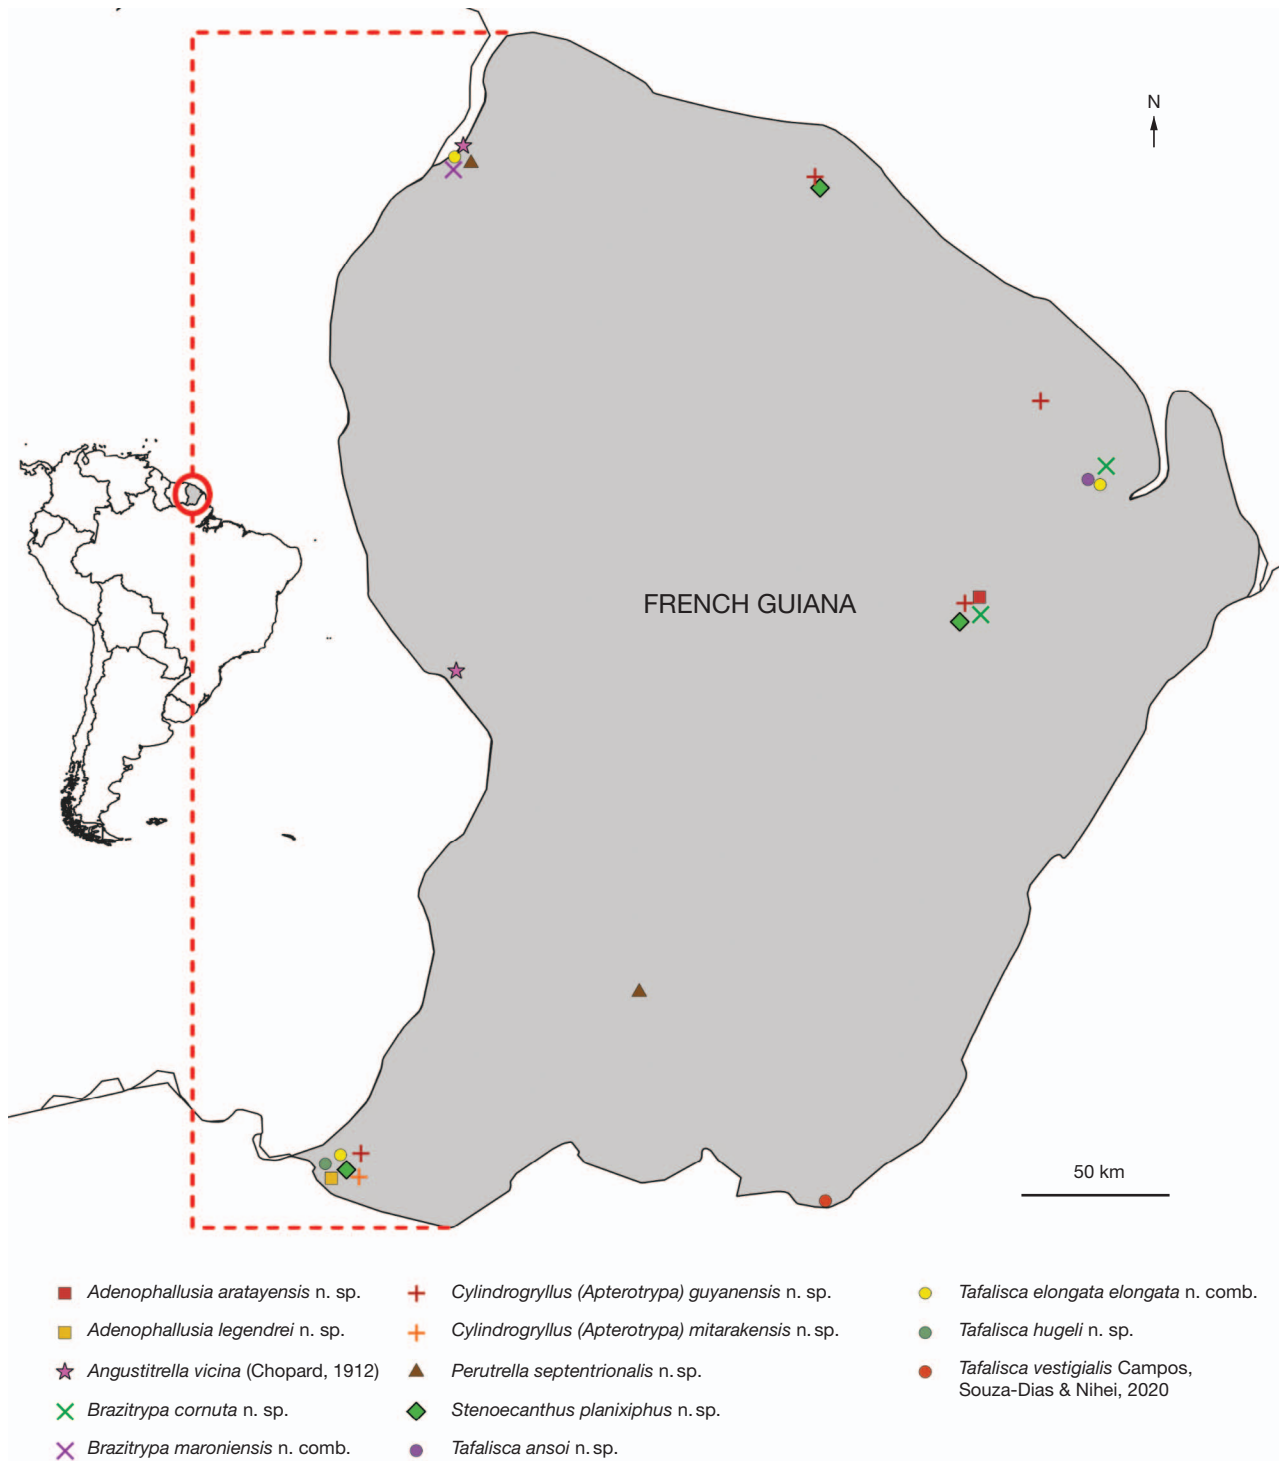 N
FRENCH GUIANA
50 km
Adenophallusia aratayensis n. sp.
Adenophallusia legendrei n. sp.
Angustitrella vicina (Chopard, 1912)
Brazitrypa cornuta n. sp.
Brazitrypa maroniensis n. comb.
Cylindrogryllus (Apterotrypa) guyanensis n. sp.
Cylindrogryllus (Apterotrypa) mitarakensis n. sp.
Perutrella septentrionalis n. sp.
Stenoecanthus planixiphus n. sp.
Tafalisca ansoi n. sp.
Tafalisca elongata elongata n. comb.
Tafalisca hugeli n. sp.
Tafalisca vestigialis Campos,
Souza-Dias & Nihei, 2020